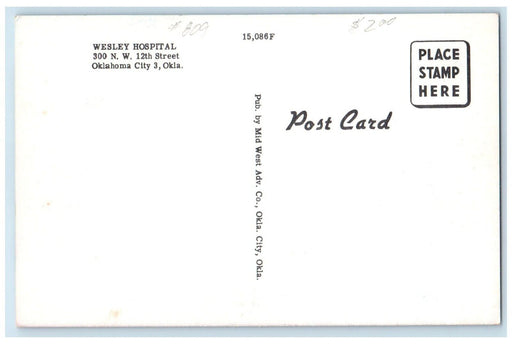 $2.00
15,086F
WESLEY HOSPITAL
300 N. W. 12th Street
Oklahoma City 3, Okla.
PLACE
STAMP
HERE
Post Card
Pub. by Mid West Adv. Co., Okla. City, Okla.